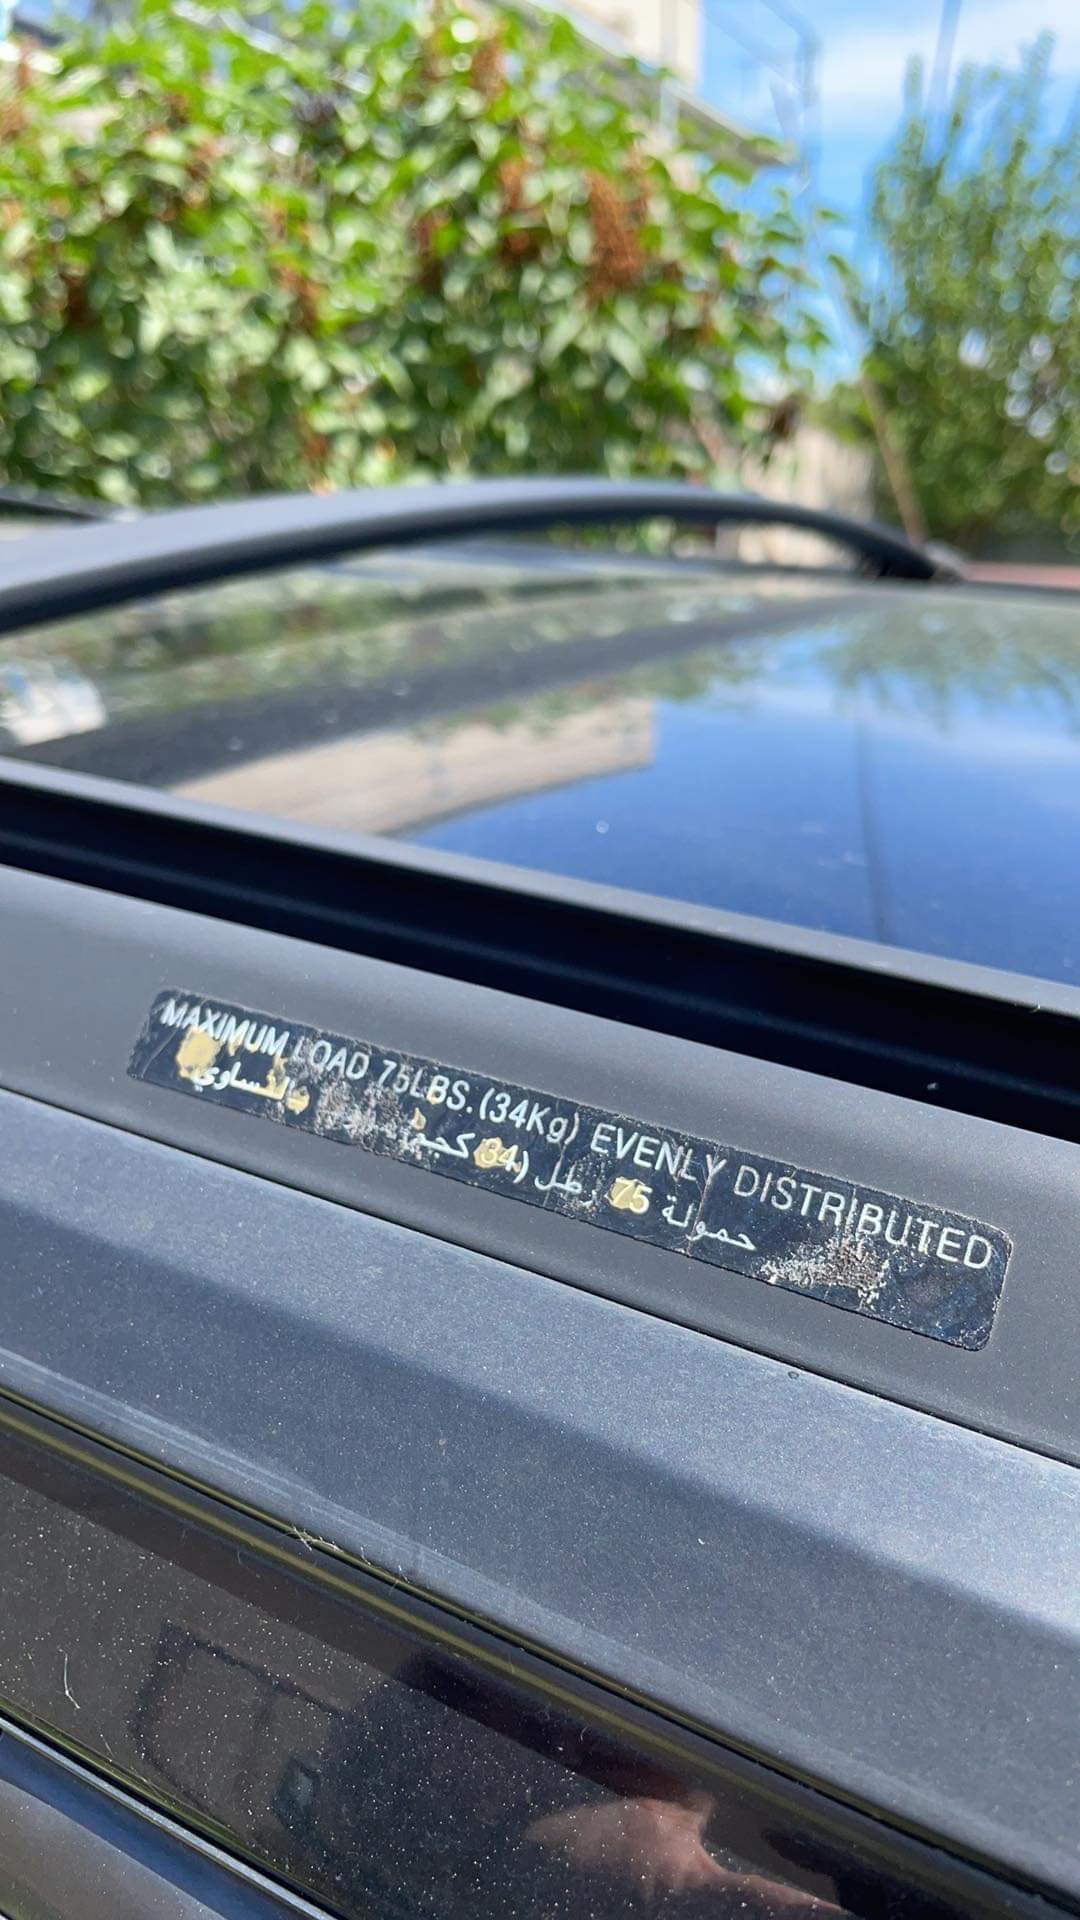 MAXIMUM LOAD 75LBS.(34Kg) EVENLY DISTRIBUTED
حمولة 75 رطل (34 كجم) بالتساوي